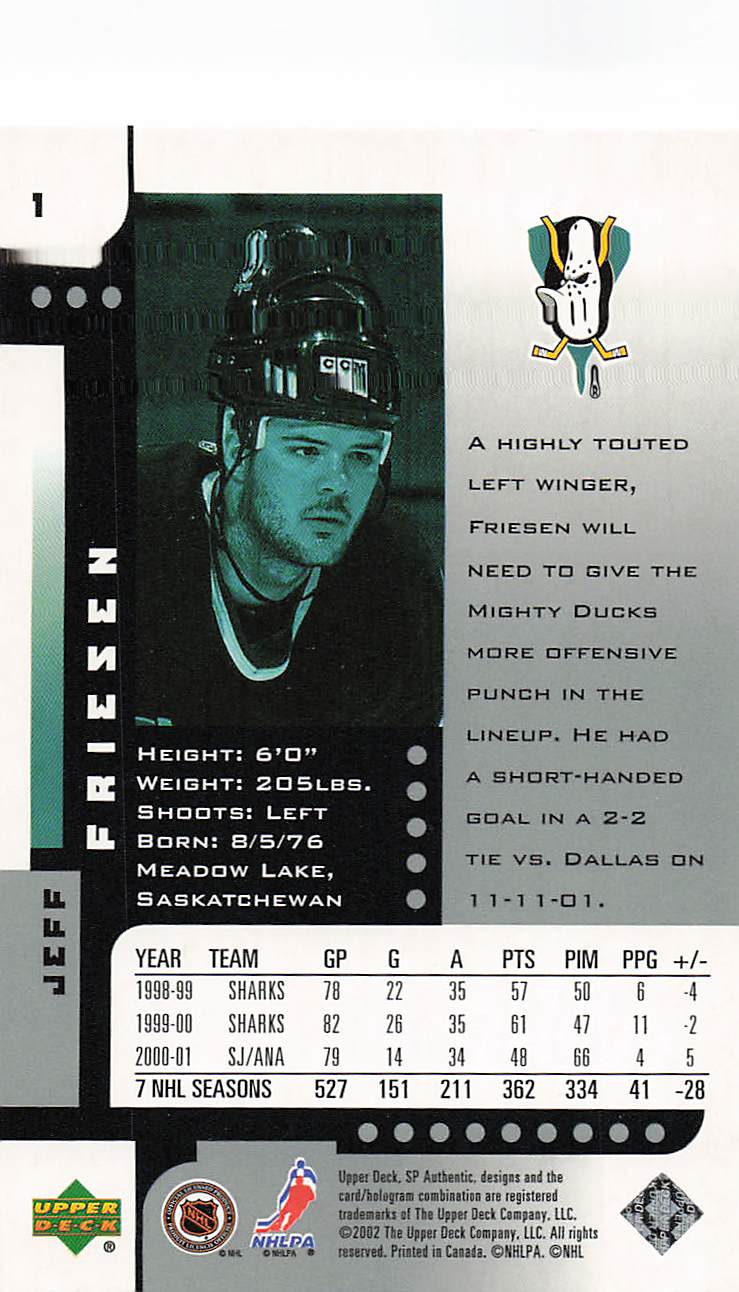 1
CCM
JEFF
FRIESEN
A HIGHLY TOUTED
LEFT WINGER,
FRIESEN WILL
NEED TO GIVE THE
MIGHTY DUCKS
MORE OFFENSIVE
PUNCH IN THE
LINEUP. HE HAD
A SHORT-HANDED
GOAL IN A 2-2
TIE VS. DALLAS ON
11-11-01.
HEIGHT: 6'0"
WEIGHT: 205LBS.
SHOOTS: LEFT
BORN: 8/5/76
MEADOW LAKE,
SASKATCHEWAN
YEAR TEAM GP G A PTS PIM PPG +/-
1998-99 SHARKS 78 22 35 57 50 6 -4
1999-00 SHARKS 82 26 35 61 47 11 -2
2000-01 SJ/ANA 79 14 34 48 66 4 5
7 NHL SEASONS 527 151 211 362 334 41 -28
UPPER
DECK
®
NHL
© NHL
NHLPA
© NHLPA ®
Upper Deck, SP Authentic, designs and the
card/hologram combination are registered
trademarks of The Upper Deck Company, LLC.
©2002 The Upper Deck Company, LLC. All rights
reserved. Printed in Canada. ©NHLPA. ©NHL